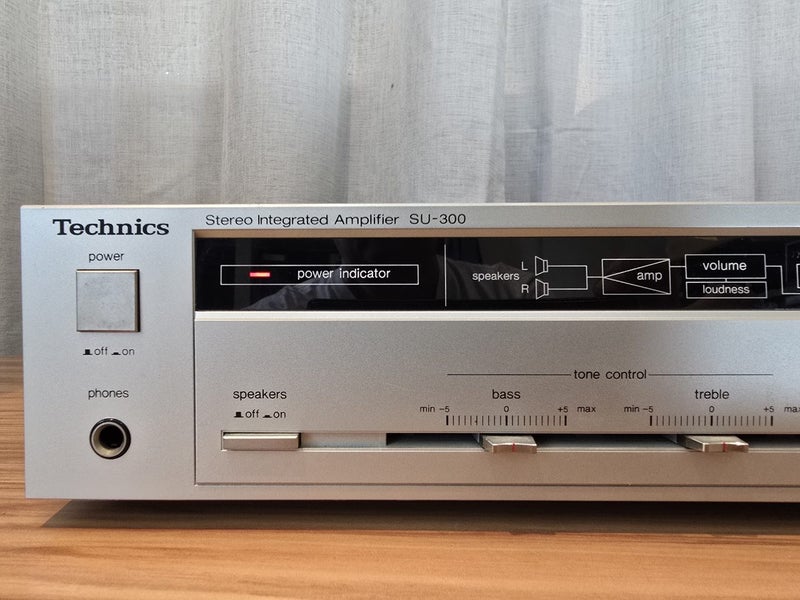 Technics
Stereo Integrated Amplifier SU-300
power
off on
phones
power indicator
speakers
L
R
amp
volume
loudness
speakers
off on
tone control
bass
min -5 0 +5 max
treble
min -5 0 +5